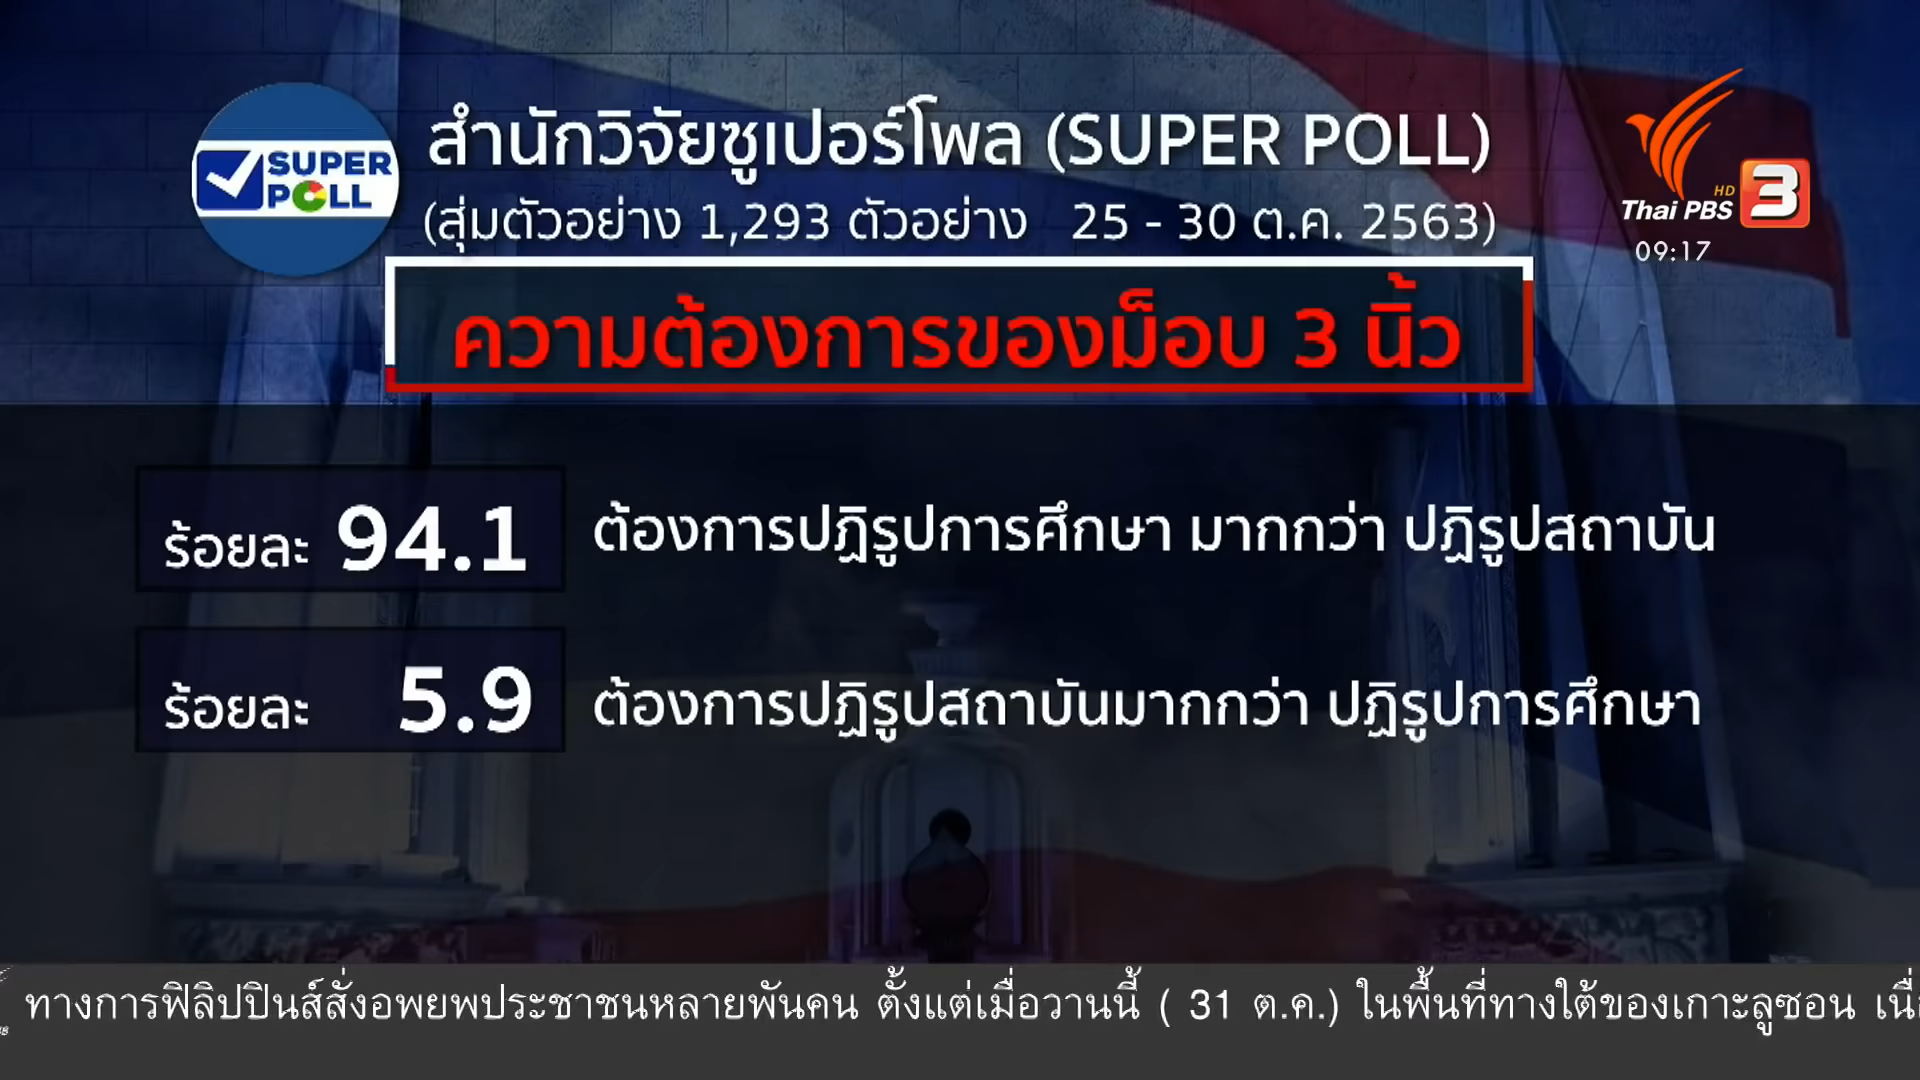 SUPER
POLL
สำนักวิจัยซูเปอร์โพล (SUPER POLL)
(สุ่มตัวอย่าง 1,293 ตัวอย่าง 25 - 30 ต.ค. 2563)
HD
Thai PBS 3
09:17
ความต้องการของม็อบ 3 นิ้ว
ร้อยละ 94.1 ต้องการปฏิรูปการศึกษา มากกว่า ปฏิรูปสถาบัน
ร้อยละ 5.9 ต้องการปฏิรูปสถาบันมากกว่า ปฏิรูปการศึกษา
ทางการฟิลิปปินส์สั่งอพยพประชาชนหลายพันคน ตั้งแต่เมื่อวานนี้ ( 31 ต.ค.) ในพื้นที่ทางใต้ของเกาะลูซอน